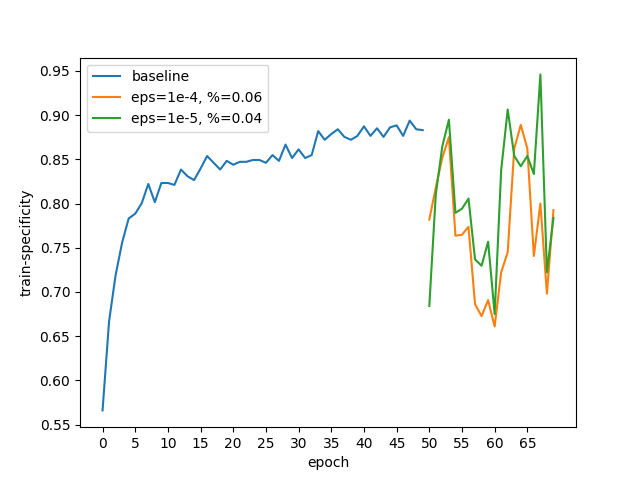 baseline
eps=1e-4, %=0.06
eps=1e-5, %=0.04
0.95
0.90
0.85
0.80
0.75
0.70
0.65
0.60
0.55
train-specificity
0 5 10 15 20 25 30 35 40 45 50 55 60 65
epoch